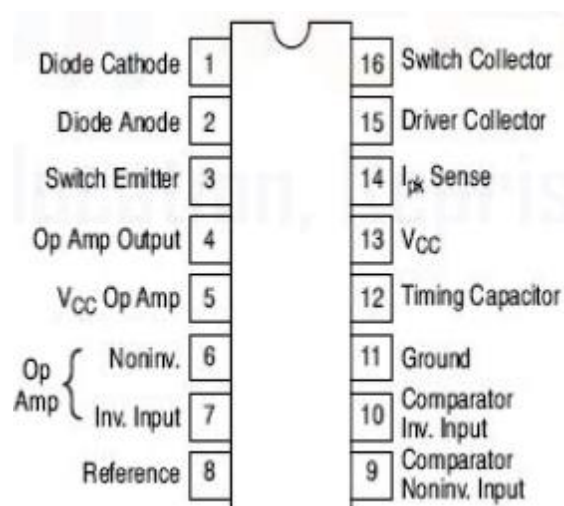 Diode Cathode 1
16 Switch Collector
Diode Anode 2
15 Driver Collector
Switch Emitter 3
14 Ipk Sense
Op Amp Output 4
13 VCC
VCC Op Amp 5
12 Timing Capacitor
Op
Amp
Noninv. 6
11 Ground
Inv. Input 7
10 Comparator
Inv. Input
Reference 8
9 Comparator
Noninv. Input